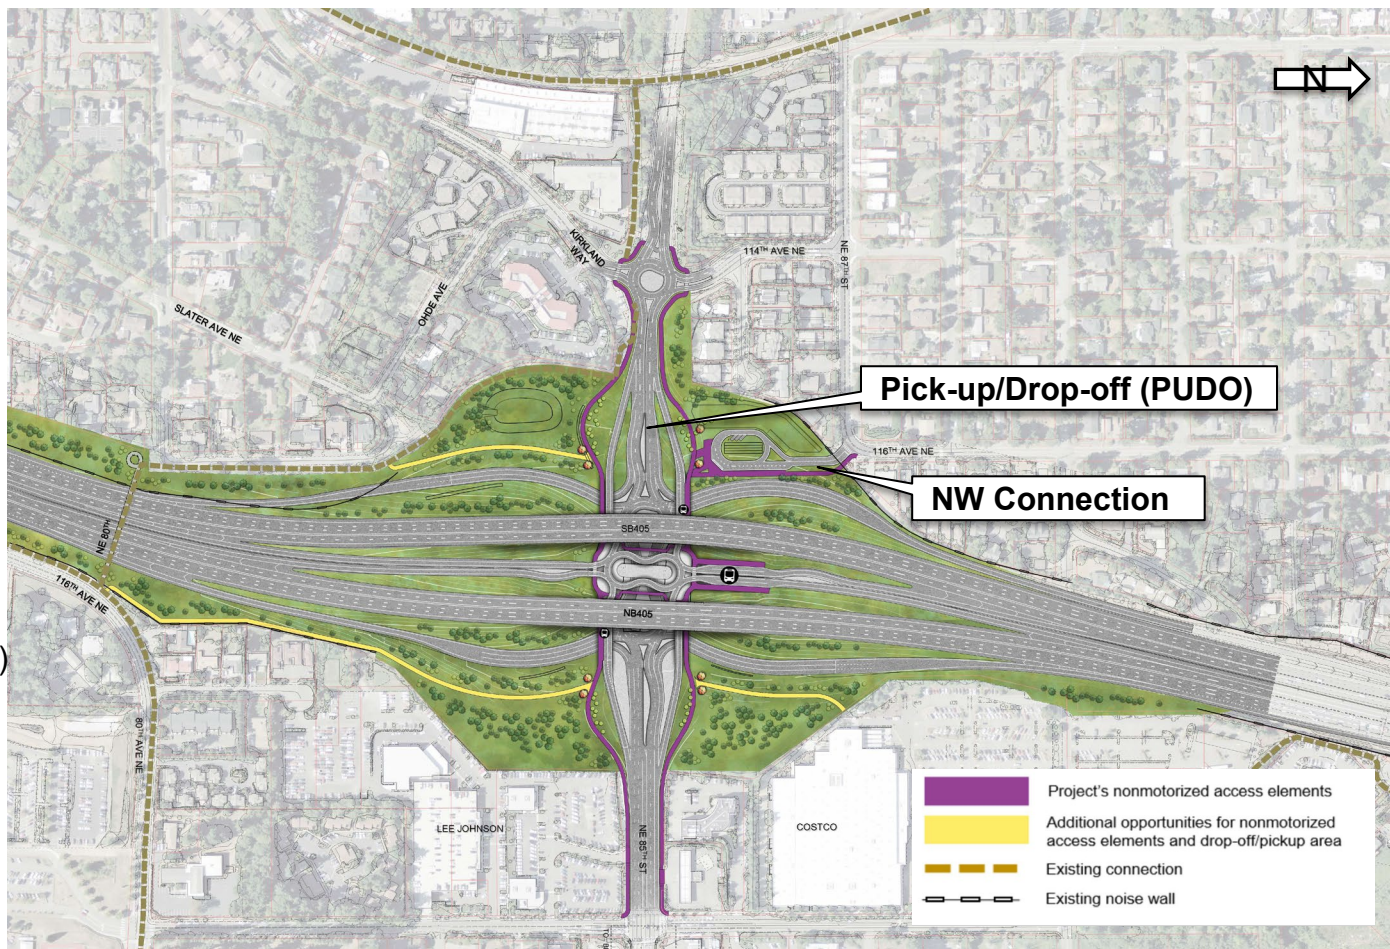 N
KIRKLAND
WAY
114TH AVE NE
NE 87TH ST
OHDE AVE
SLATER AVE NE
Pick-up/Drop-off (PUDO)
116TH AVE NE
NW Connection
SB405
NE 80TH
116TH AVE NE
NB405
)
80TH AVE NE
NE 85TH ST
LEE JOHNSON
COSTCO
Project's nonmotorized access elements
Additional opportunities for nonmotorized
access elements and drop-off/pickup area
Existing connection
Existing noise wall